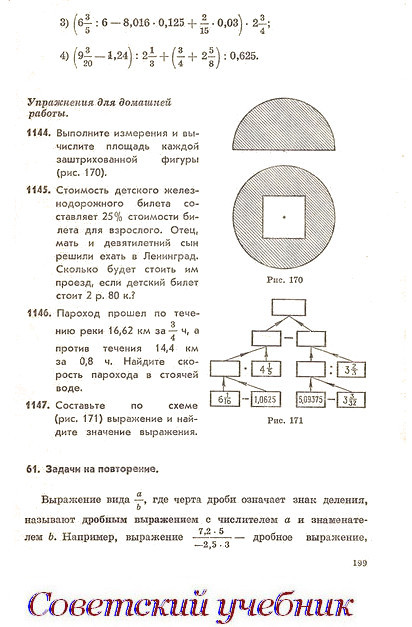 3) (6 3/5 : 6 — 8,016 · 0,125 + 2/15 · 0,03) · 2 3/4;
4) (9 3/20 — 1,24) : 2 1/3 + (3/4 + 2 5/8) : 0,625.
Упражнения для домашней
работы.
1144. Выполните измерения и вы-
числите площадь каждой
заштрихованной фигуры
(рис. 170).
1145. Стоимость детского желез-
нодорожного билета со-
ставляет 25% стоимости би-
лета для взрослого. Отец,
мать и девятилетний сын
решили ехать в Ленинград.
Сколько будет стоить им
проезд, если детский билет
стоит 2 р. 80 к.?
Рис. 170
1146. Пароход прошел по тече-
нию реки 16,62 км за 3/4 ч, а
против течения 14,4 км
за 0,8 ч. Найдите ско-
рость парохода в стоячей
воде.
1147. Составьте по схеме
(рис. 171) выражение и най-
дите значение выражения.
—
· 4 1/5 : 3 2/3
6 1/16 — 1,0625 5,09375 — 3 3/32
Рис. 171
61. Задачи на повторение.
Выражение вида a/b, где черта дроби означает знак деления,
называют дробным выражением с числителем a и знаменате-
лем b. Например, выражение 7,2 · 5/—2,5 · 3 — дробное выражение,
199
Советский учебник